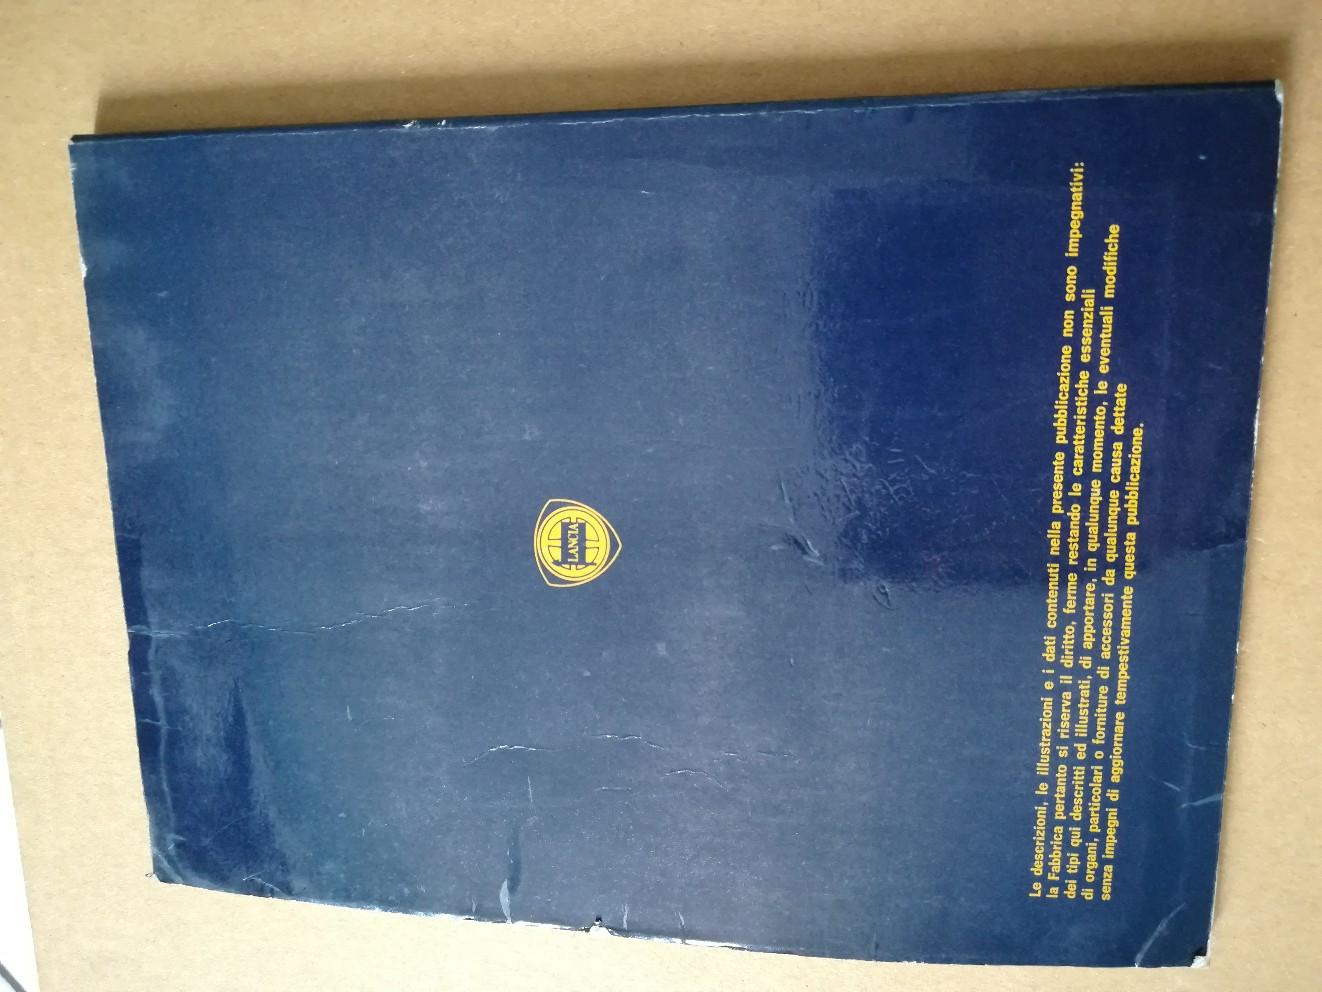 LANCIA
Le descrizioni, le illustrazioni e i dati contenuti nella presente pubblicazione non sono impegnativi:
la Fabbrica pertanto si riserva il diritto, ferme restando le caratteristiche essenziali
dei tipi qui descritti ed illustrati, di apportare, in qualunque momento, le eventuali modifiche
di organi, particolari o forniture di accessori da qualunque causa dettate
senza impegni di aggiornare tempestivamente questa pubblicazione.